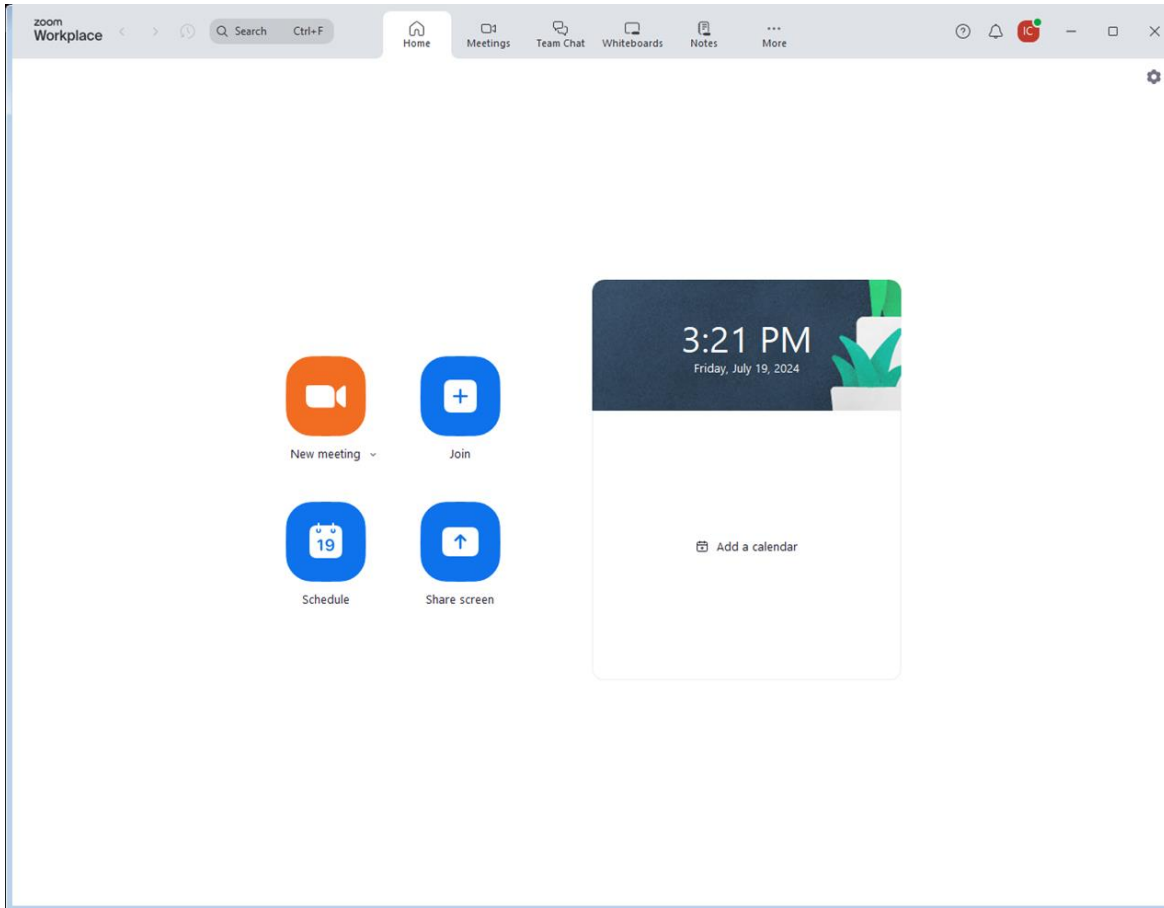 zoom
Workplace
Search Ctrl+F
Home
Meetings
Team Chat
Whiteboards
Notes
More
IC
3:21 PM
Friday, July 19, 2024
New meeting
Join
19
Schedule
Share screen
Add a calendar